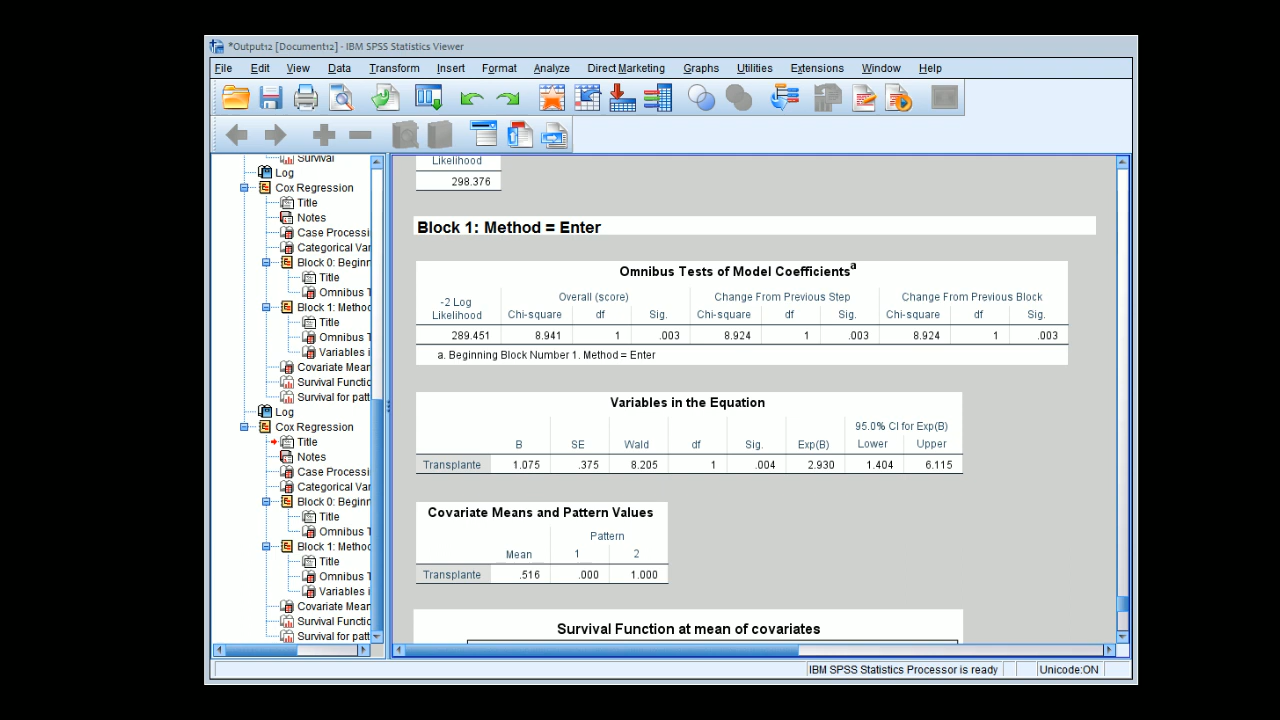 *Output12 [Document12] - IBM SPSS Statistics Viewer
File Edit View Data Transform Insert Format Analyze Direct Marketing Graphs Utilities Extensions Window Help
Survival
Log
Cox Regression
Title
Notes
Case Processi
Categorical Var
Block 0: Beginn
Title
Omnibus T
Block 1: Metho
Title
Omnibus T
Variables i
Covariate Mean
Survival Functio
Survival for patt
Log
Cox Regression
Title
Notes
Case Processi
Categorical Var
Block 0: Beginn
Title
Omnibus T
Block 1: Metho
Title
Omnibus T
Variables i
Covariate Mean
Survival Functio
Survival for patt
Likelihood
298.376
Block 1: Method = Enter
Omnibus Tests of Model Coefficientsa
-2 Log Likelihood Overall (score) Change From Previous Step Change From Previous Block
Chi-square df Sig. Chi-square df Sig. Chi-square df Sig.
289.451 8.941 1 .003 8.924 1 .003 8.924 1 .003
a. Beginning Block Number 1. Method = Enter
Variables in the Equation
95.0% CI for Exp(B)
B SE Wald df Sig. Exp(B) Lower Upper
Transplante 1.075 .375 8.205 1 .004 2.930 1.404 6.115
Covariate Means and Pattern Values
Pattern
Mean 1 2
Transplante .516 .000 1.000
Survival Function at mean of covariates
IBM SPSS Statistics Processor is ready Unicode:ON